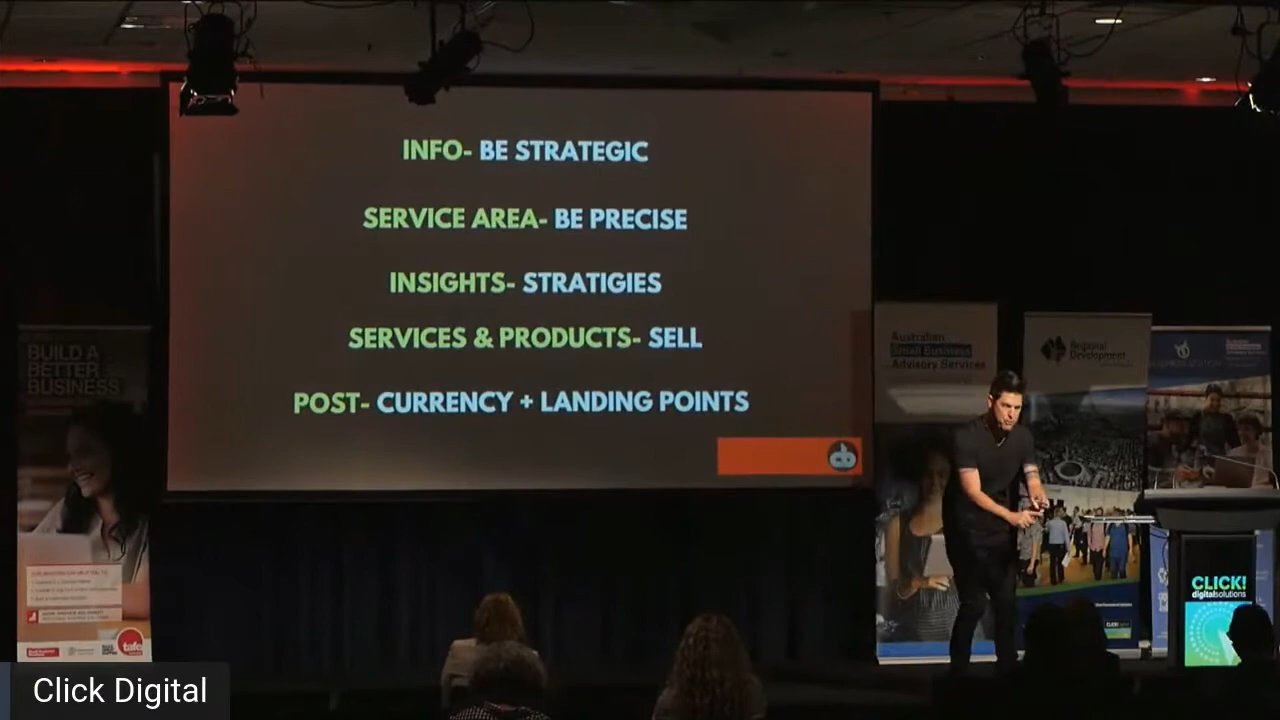 INFO- BE STRATEGIC
SERVICE AREA- BE PRECISE
INSIGHTS- STRATIGIES
SERVICES & PRODUCTS- SELL
POST- CURRENCY + LANDING POINTS
BUILD A
BETTER
BUSINESS
tafe
Australian
Small Business
Advisory Services
Regional
Development
CLICK!
digitalsolutions
Click Digital